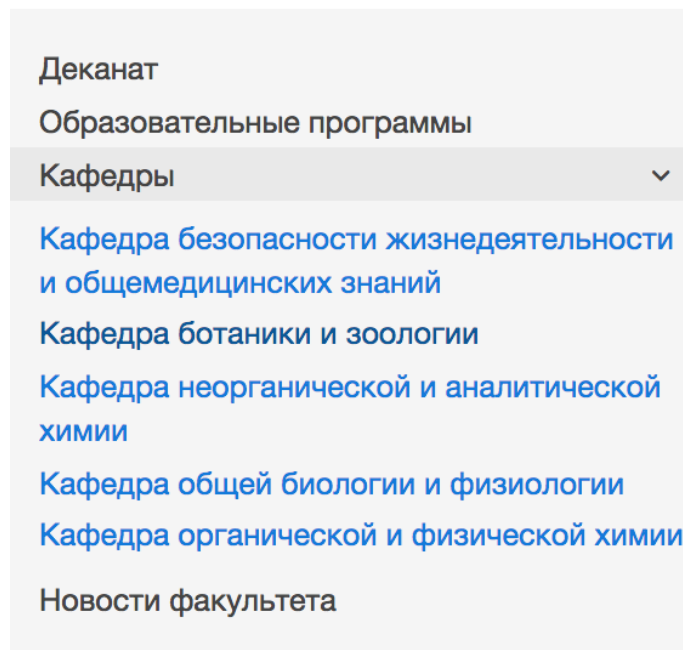 Деканат
Образовательные программы
Кафедры
Кафедра безопасности жизнедеятельности
и общемедицинских знаний
Кафедра ботаники и зоологии
Кафедра неорганической и аналитической
химии
Кафедра общей биологии и физиологии
Кафедра органической и физической химии
Новости факультета